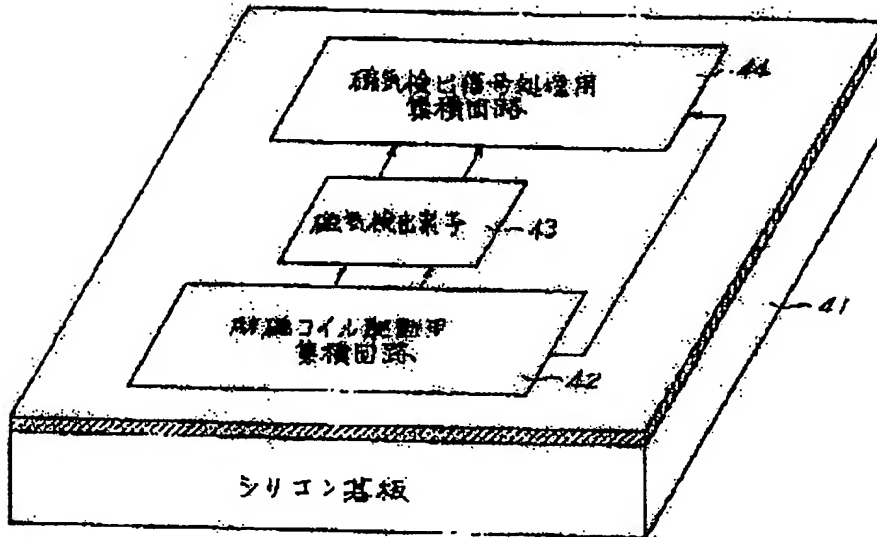 磁気検出信号処理用
集積回路
44
磁気検出素子
43
励磁コイル駆動用
集積回路
42
41
シリコン基板